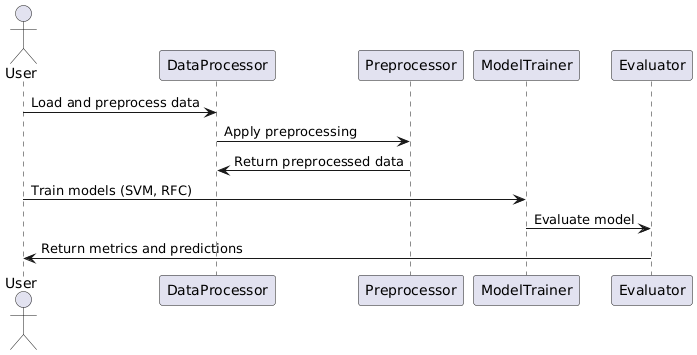 User
DataProcessor
Preprocessor
ModelTrainer
Evaluator
Load and preprocess data
Apply preprocessing
Return preprocessed data
Train models (SVM, RFC)
Evaluate model
Return metrics and predictions
User
DataProcessor
Preprocessor
ModelTrainer
Evaluator